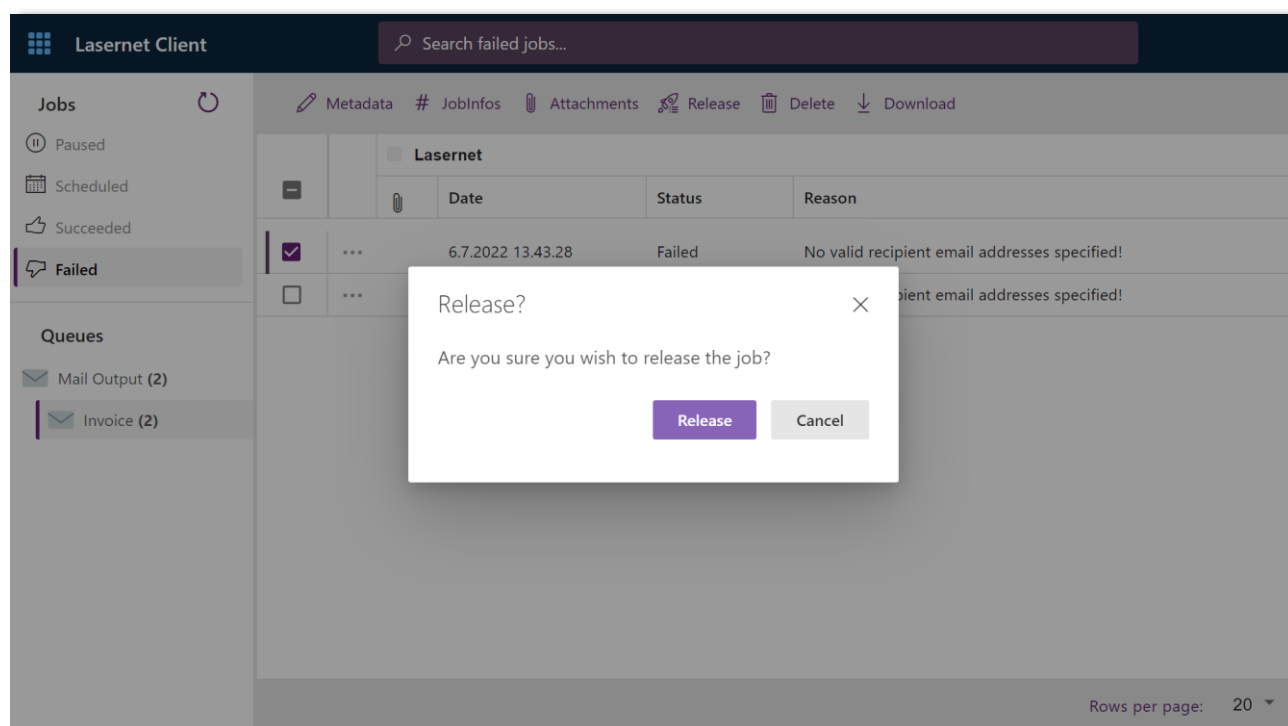 Lasernet Client
Search failed jobs...
Jobs
Metadata # JobInfos Attachments Release Delete Download
Paused
Scheduled
Succeeded
Failed
Lasernet
Date Status Reason
6.7.2022 13.43.28 Failed No valid recipient email addresses specified!
email addresses specified!
Release?
Are you sure you wish to release the job?
Release Cancel
Queues
Mail Output (2)
Invoice (2)
Rows per page: 20